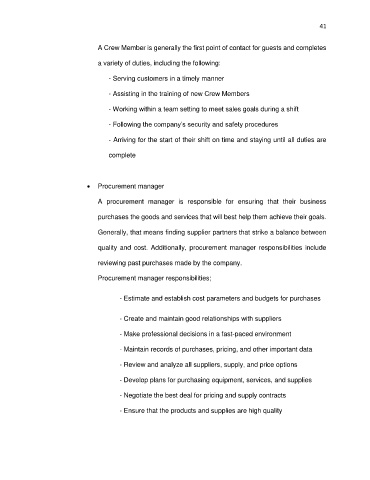 41
A Crew Member is generally the first point of contact for guests and completes
a variety of duties, including the following:
- Serving customers in a timely manner
- Assisting in the training of new Crew Members
- Working within a team setting to meet sales goals during a shift
- Following the company's security and safety procedures
- Arriving for the start of their shift on time and staying until all duties are
complete
• Procurement manager
A procurement manager is responsible for ensuring that their business
purchases the goods and services that will best help them achieve their goals.
Generally, that means finding supplier partners that strike a balance between
quality and cost. Additionally, procurement manager responsibilities include
reviewing past purchases made by the company.
Procurement manager responsibilities;
- Estimate and establish cost parameters and budgets for purchases
- Create and maintain good relationships with suppliers
- Make professional decisions in a fast-paced environment
- Maintain records of purchases, pricing, and other important data
- Review and analyze all suppliers, supply, and price options
- Develop plans for purchasing equipment, services, and supplies
- Negotiate the best deal for pricing and supply contracts
- Ensure that the products and supplies are high quality